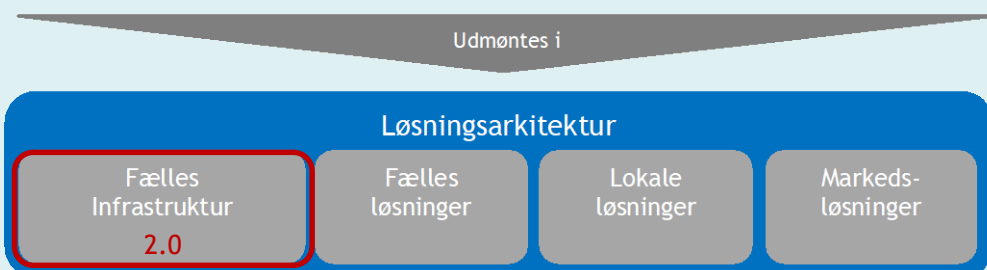 Udmøntes i
Løsningsarkitektur
Fælles
Infrastruktur
2.0
Fælles
løsninger
Lokale
løsninger
Markeds-
løsninger